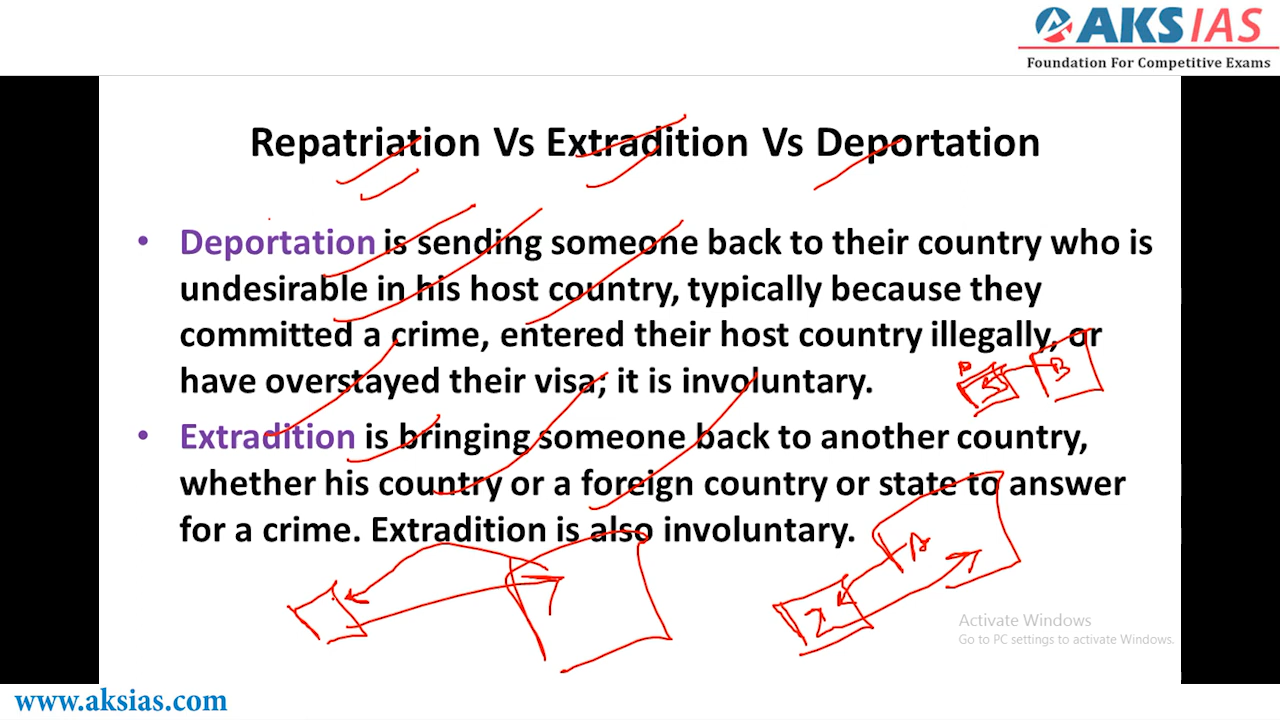 AKS IAS
Foundation For Competitive Exams
Repatriation Vs Extradition Vs Deportation
• Deportation is sending someone back to their country who is
undesirable in his host country, typically because they
committed a crime, entered their host country illegally, or
have overstayed their visa; it is involuntary.
• Extradition is bringing someone back to another country,
whether his country or a foreign country or state to answer
for a crime. Extradition is also involuntary.
B
A
Activate Windows
Go to PC settings to activate Windows.
www.aksias.com